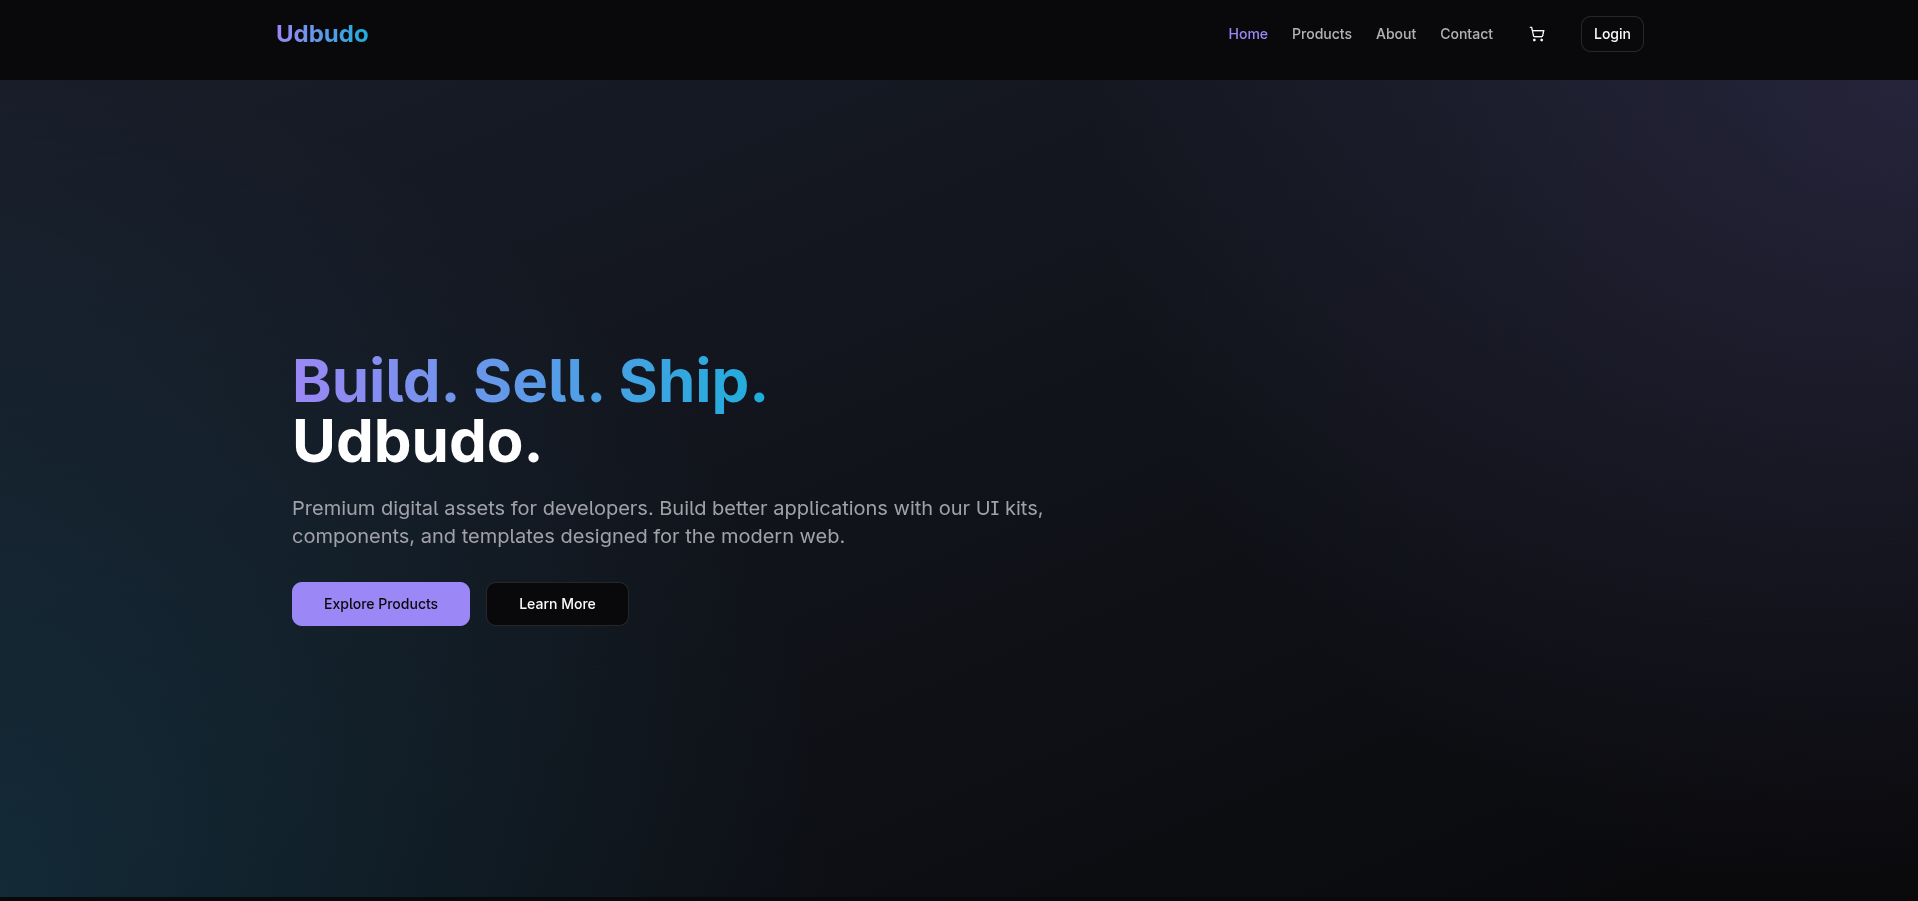 Udbudo
Home
Products
About
Contact
Login
Build. Sell. Ship.
Udbudo.
Premium digital assets for developers. Build better applications with our UI kits,
components, and templates designed for the modern web.
Explore Products
Learn More